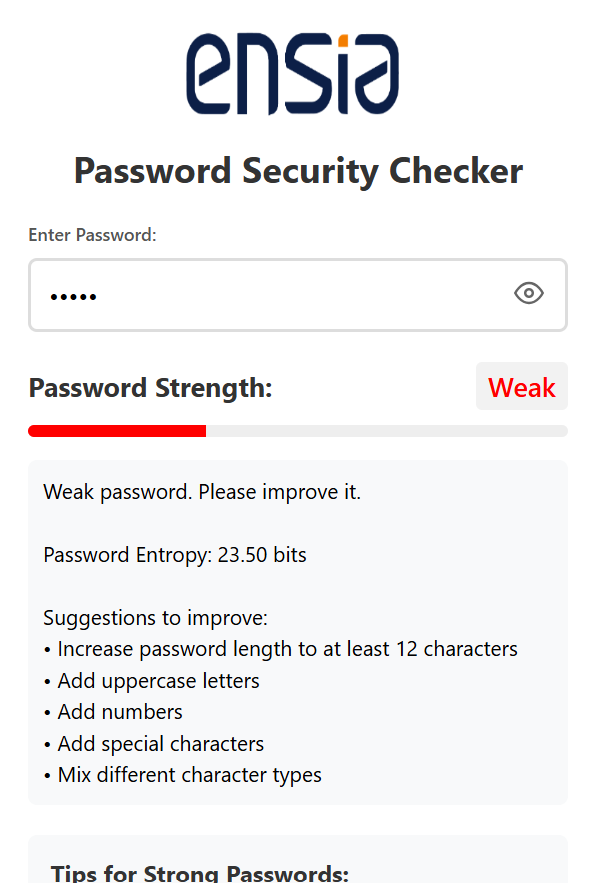 ensia
Password Security Checker
Enter Password:
•••••
Password Strength:
Weak
Weak password. Please improve it.
Password Entropy: 23.50 bits
Suggestions to improve:
• Increase password length to at least 12 characters
• Add uppercase letters
• Add numbers
• Add special characters
• Mix different character types
Tips for Strong Passwords: